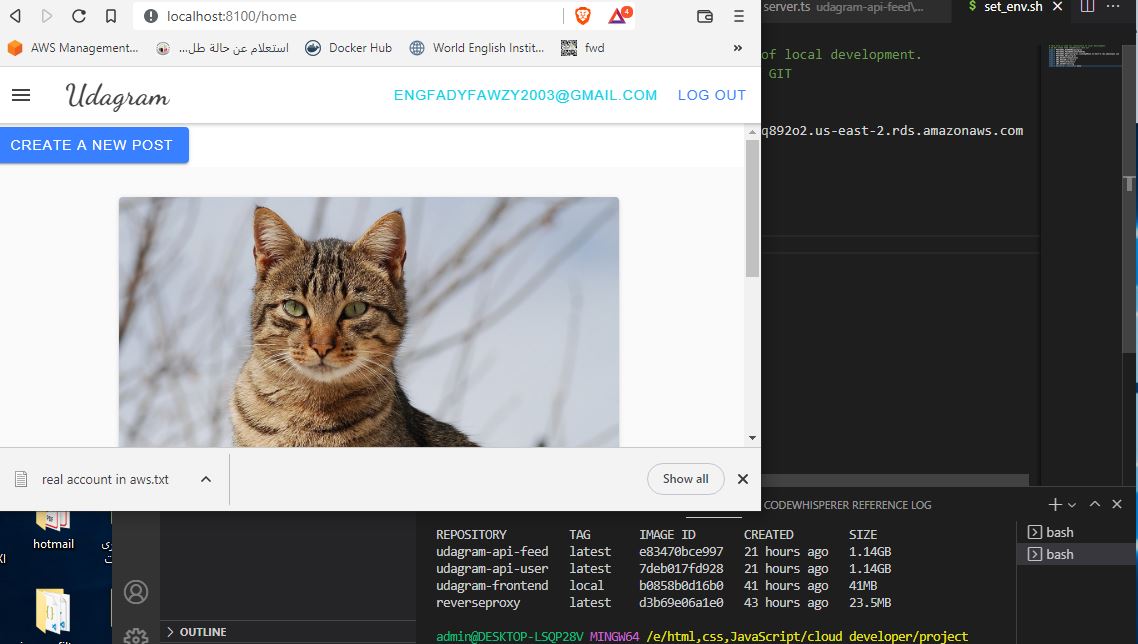 localhost:8100/home
4
AWS Management...
استعلام عن حالة طل...
Docker Hub
World English Instit...
fwd
»
Udagram
ENGFADYFAWZY2003@GMAIL.COM
LOG OUT
CREATE A NEW POST
real account in aws.txt
Show all
server.ts udagram-api-feed\...
$ set_env.sh
of local development.
GIT
q892o2.us-east-2.rds.amazonaws.com
CODEWHISPERER REFERENCE LOG
bash
bash
hotmail
REPOSITORY TAG IMAGE ID CREATED SIZE
udagram-api-feed latest e83470bce997 21 hours ago 1.14GB
udagram-api-user latest 7deb017fd928 21 hours ago 1.14GB
udagram-frontend local b0858b0d16b0 41 hours ago 41MB
reverseproxy latest d3b69e06a1e0 43 hours ago 23.5MB
OUTLINE
admin@DESKTOP-LSQP28V MINGW64 /e/html,css,JavaScript/cloud developer/project